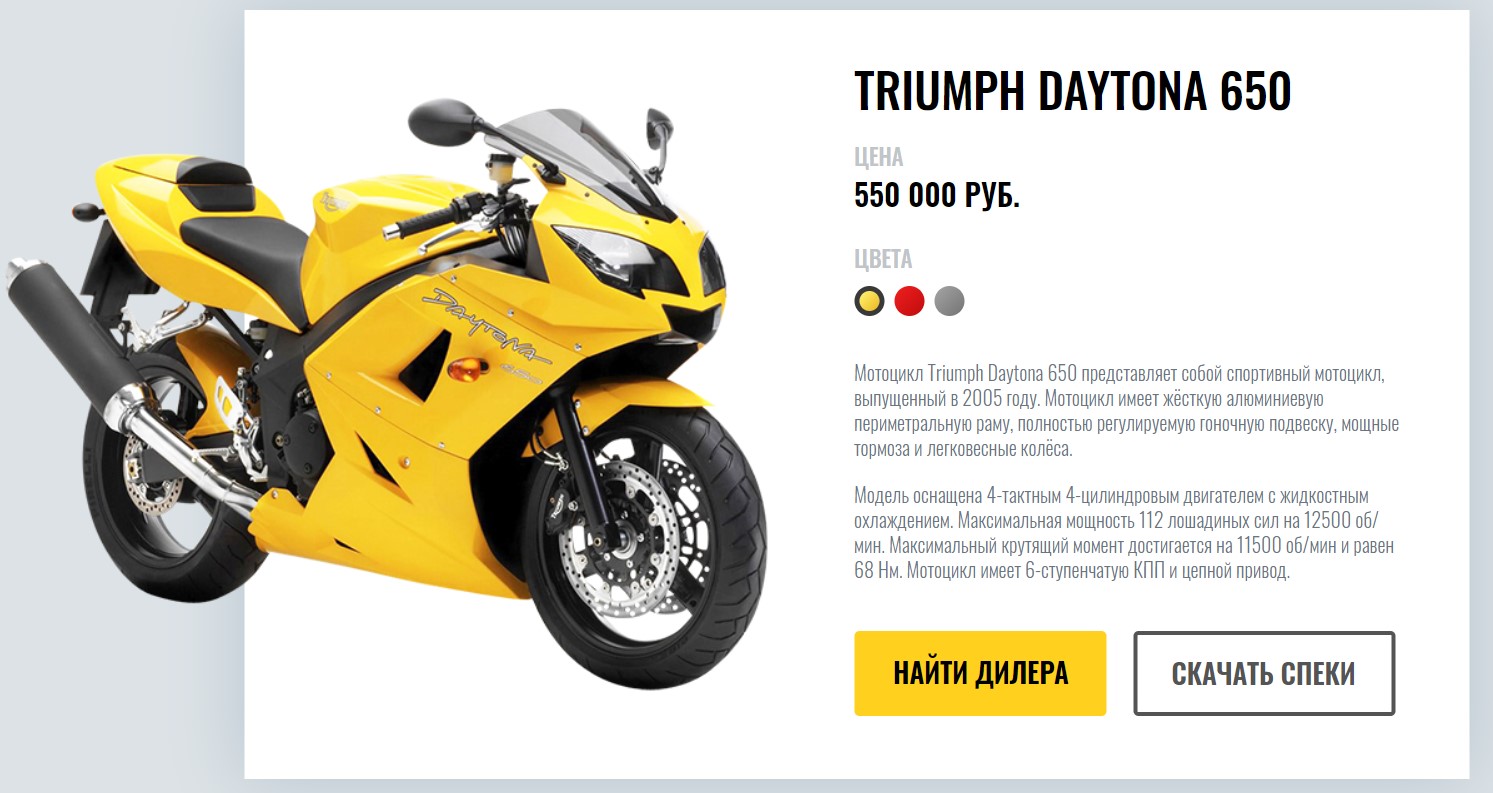 TRIUMPH DAYTONA 650
ЦЕНА
550 000 РУБ.
ЦВЕТА
DAYTONA
Мотоцикл Triumph Daytona 650 представляет собой спортивный мотоцикл,
выпущенный в 2005 году. Мотоцикл имеет жёсткую алюминиевую
периметральную раму, полностью регулируемую гоночную подвеску, мощные
тормоза и легковесные колёса.
Модель оснащена 4-тактным 4-цилиндровым двигателем с жидкостным
охлаждением. Максимальная мощность 112 лошадиных сил на 12500 об/
мин. Максимальный крутящий момент достигается на 11500 об/мин и равен
68 Нм. Мотоцикл имеет 6-ступенчатую КПП и цепной привод.
НАЙТИ ДИЛЕРА
СКАЧАТЬ СПЕКИ